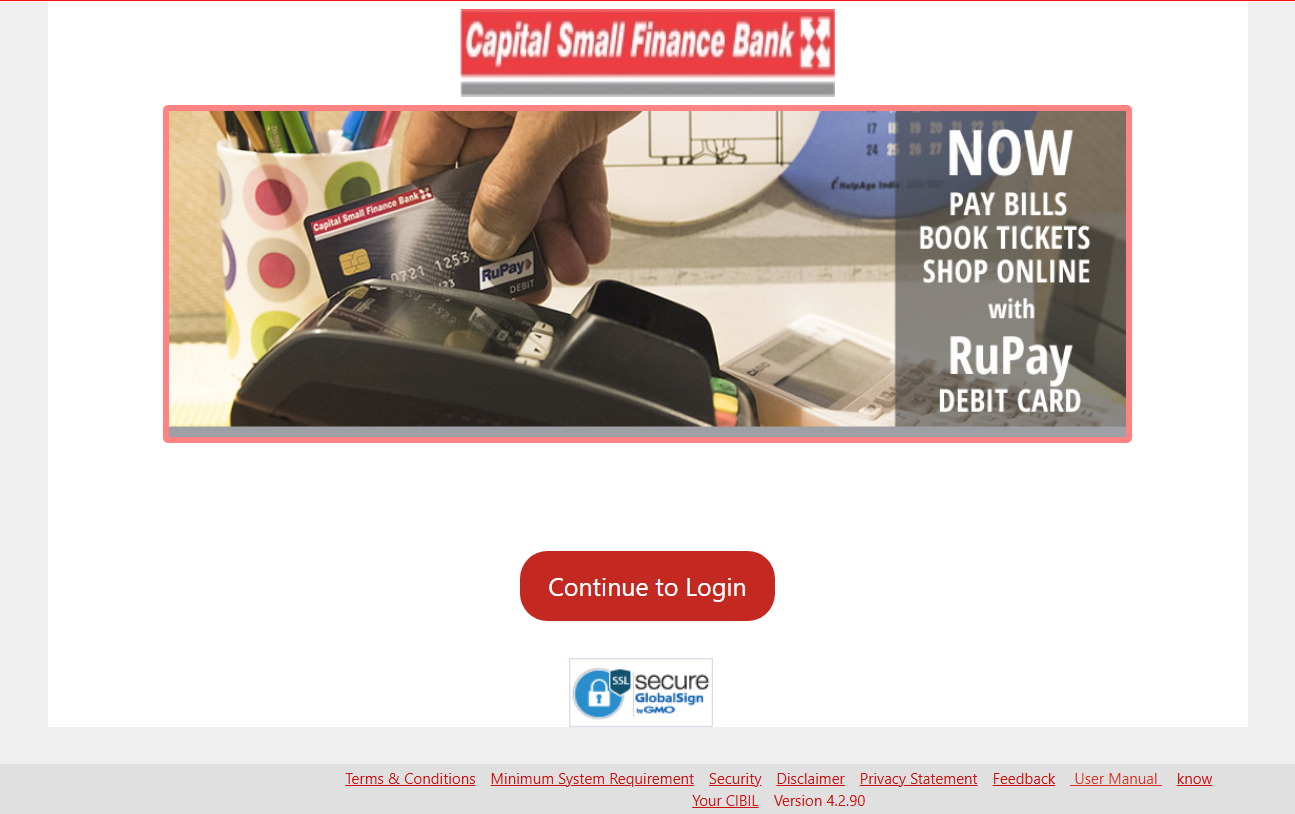 Capital Small Finance Bank
17 18 19 20 21 22 23
24 25 26 27
HelpAge India
NOW
PAY BILLS
BOOK TICKETS
SHOP ONLINE
with
RuPay
DEBIT CARD
Capital Small Finance Bank
0721 1253
RuPay
DEBIT
CASIO
Continue to Login
SSL
secure
GlobalSign
by GMO
Terms & Conditions Minimum System Requirement Security Disclaimer Privacy Statement Feedback User Manual know
Your CIBIL Version 4.2.90